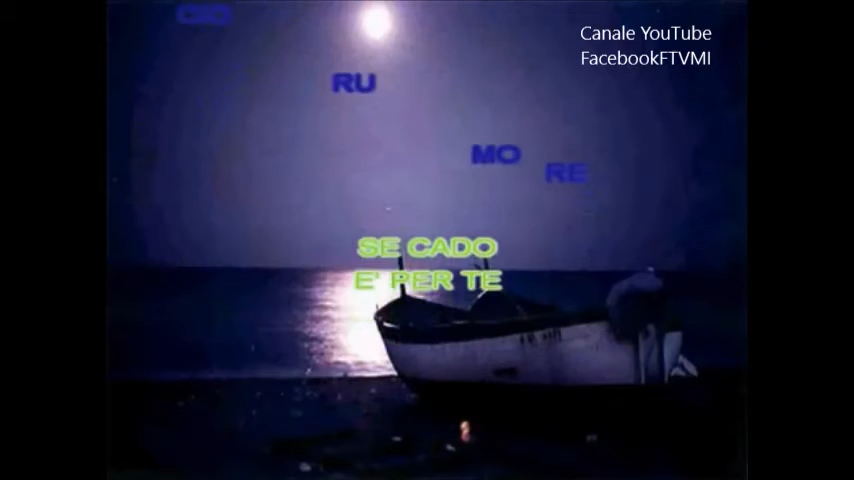 Canale YouTube
FacebookFTVMI
RU
MO
RE
SE CADO
E' PER TE